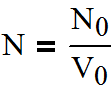 N = N₀/V₀